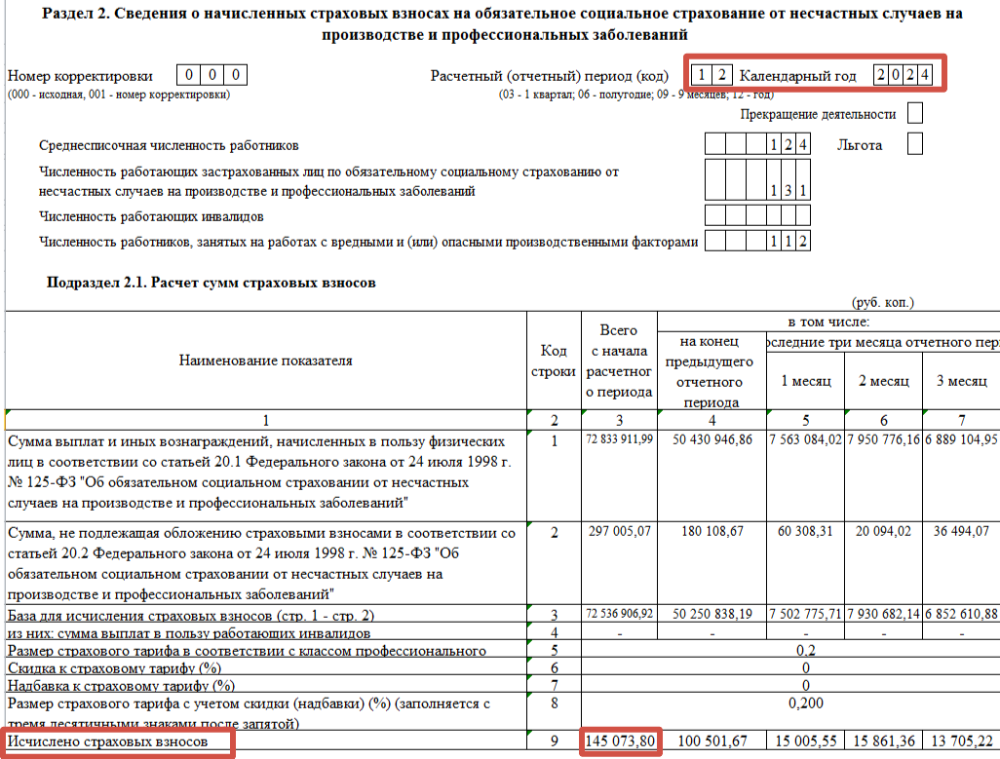 Раздел 2. Сведения о начисленных страховых взносах на обязательное социальное страхование от несчастных случаев на
производстве и профессиональных заболеваний
Номер корректировки 0 0 0 Расчетный (отчетный) период (код) 1 2 Календарный год 2 0 2 4
(000 - исходная, 001 - номер корректировки) (03 - 1 квартал; 06 - полугодие; 09 - 9 месяцев; 12 - год)
Прекращение деятельности
Среднесписочная численность работников 1 2 4 Льгота
Численность работающих застрахованных лиц по обязательному социальному страхованию от
несчастных случаев на производстве и профессиональных заболеваний 1 3 1
Численность работающих инвалидов
Численность работников, занятых на работах с вредными и (или) опасными производственными факторами 1 1 2
Подраздел 2.1. Расчет сумм страховых взносов
(руб. коп.)
Наименование показателя
Код
строки
Всего
с начала
расчетног
о периода
в том числе:
на конец
предыдущего
отчетного
периода
оследние три месяца отчетного пери
1 месяц 2 месяц 3 месяц
1 2 3 4 5 6 7
Сумма выплат и иных вознаграждений, начисленных в пользу физических 1 72 833 911,99 50 430 946,86 7 563 084,02 7 950 776,16 6 889 104,95
лиц в соответствии со статьей 20.1 Федерального закона от 24 июля 1998 г.
№ 125-ФЗ "Об обязательном социальном страховании от несчастных
случаев на производстве и профессиональных заболеваний"
Сумма, не подлежащая обложению страховыми взносами в соответствии со 2 297 005,07 180 108,67 60 308,31 20 094,02 36 494,07
статьей 20.2 Федерального закона от 24 июля 1998 г. № 125-ФЗ "Об
обязательном социальном страховании от несчастных случаев на
производстве и профессиональных заболеваний"
База для исчисления страховых взносов (стр. 1 - стр. 2) 3 72 536 906,92 50 250 838,19 7 502 775,71 7 930 682,14 6 852 610,88
из них: сумма выплат в пользу работающих инвалидов 4 - - - - -
Размер страхового тарифа в соответствии с классом профессионального 5 0,2
Скидка к страховому тарифу (%) 6 0
Надбавка к страховому тарифу (%) 7 0
Размер страхового тарифа с учетом скидки (надбавки) (%) (заполняется с 8 0,200
тремя десятичными знаками после запятой)
Исчислено страховых взносов 9 145 073,80 100 501,67 15 005,55 15 861,36 13 705,22